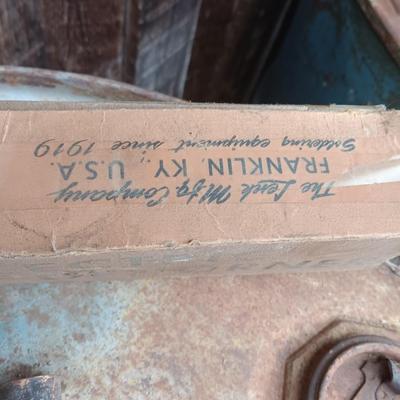 The Lenk Mfg. Company
FRANKLIN, KY., U.S.A.
Soldering equipment since 1919